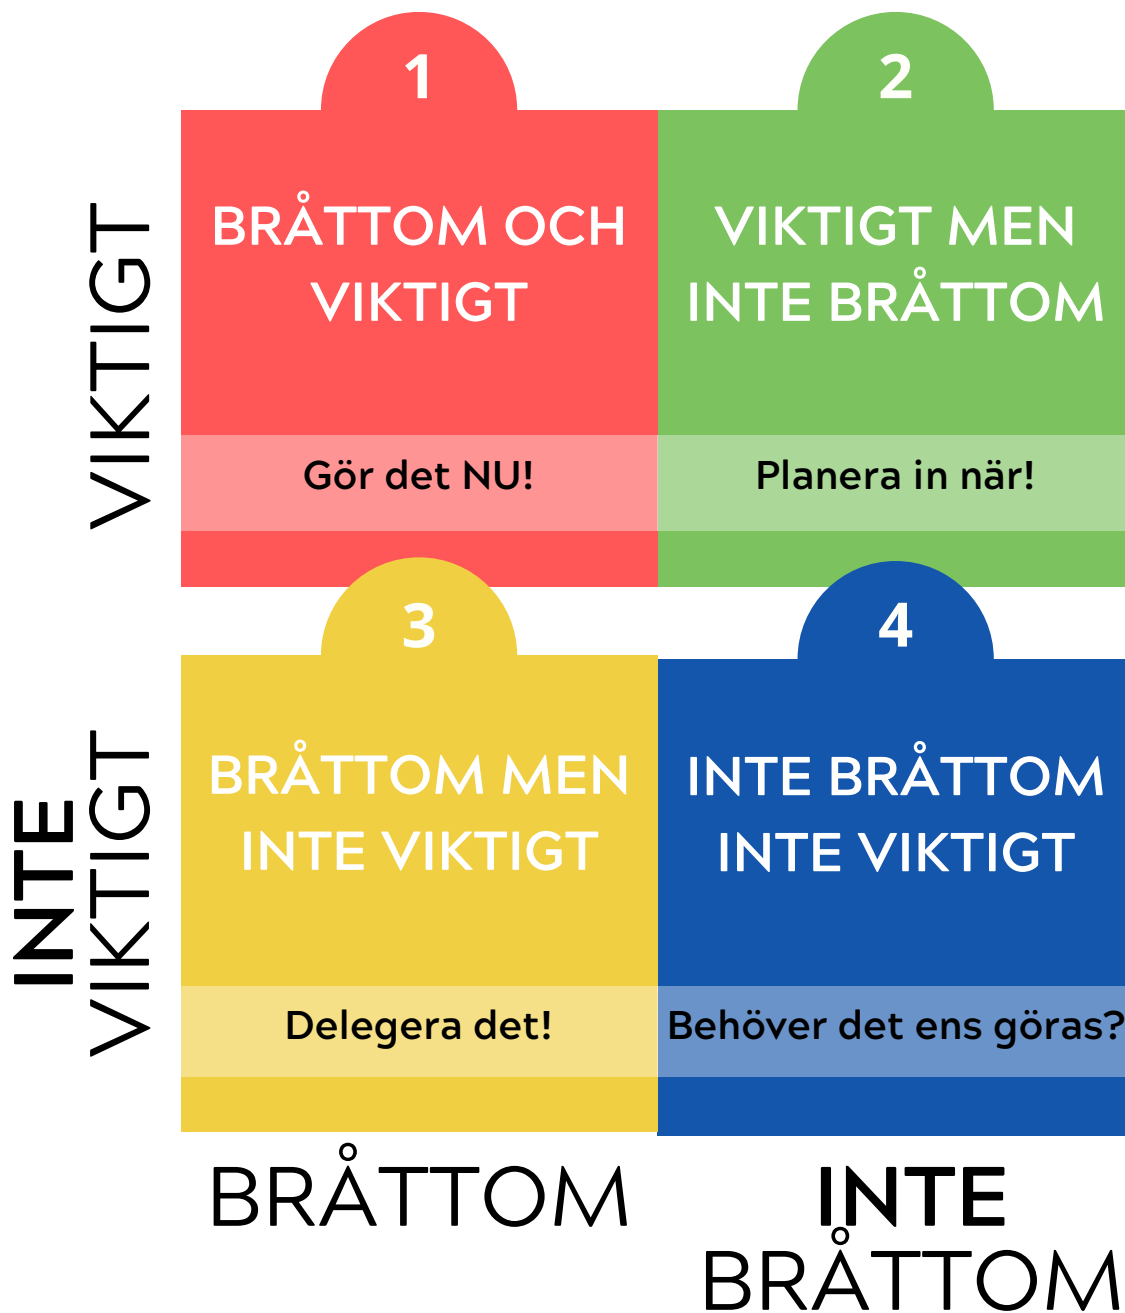 1
BRÅTTOM OCH
VIKTIGT
Gör det NU!
2
VIKTIGT MEN
INTE BRÅTTOM
Planera in när!
VIKTIGT
3
BRÅTTOM MEN
INTE VIKTIGT
Delegera det!
4
INTE BRÅTTOM
INTE VIKTIGT
Behöver det ens göras?
INTE
VIKTIGT
BRÅTTOM
INTE
BRÅTTOM